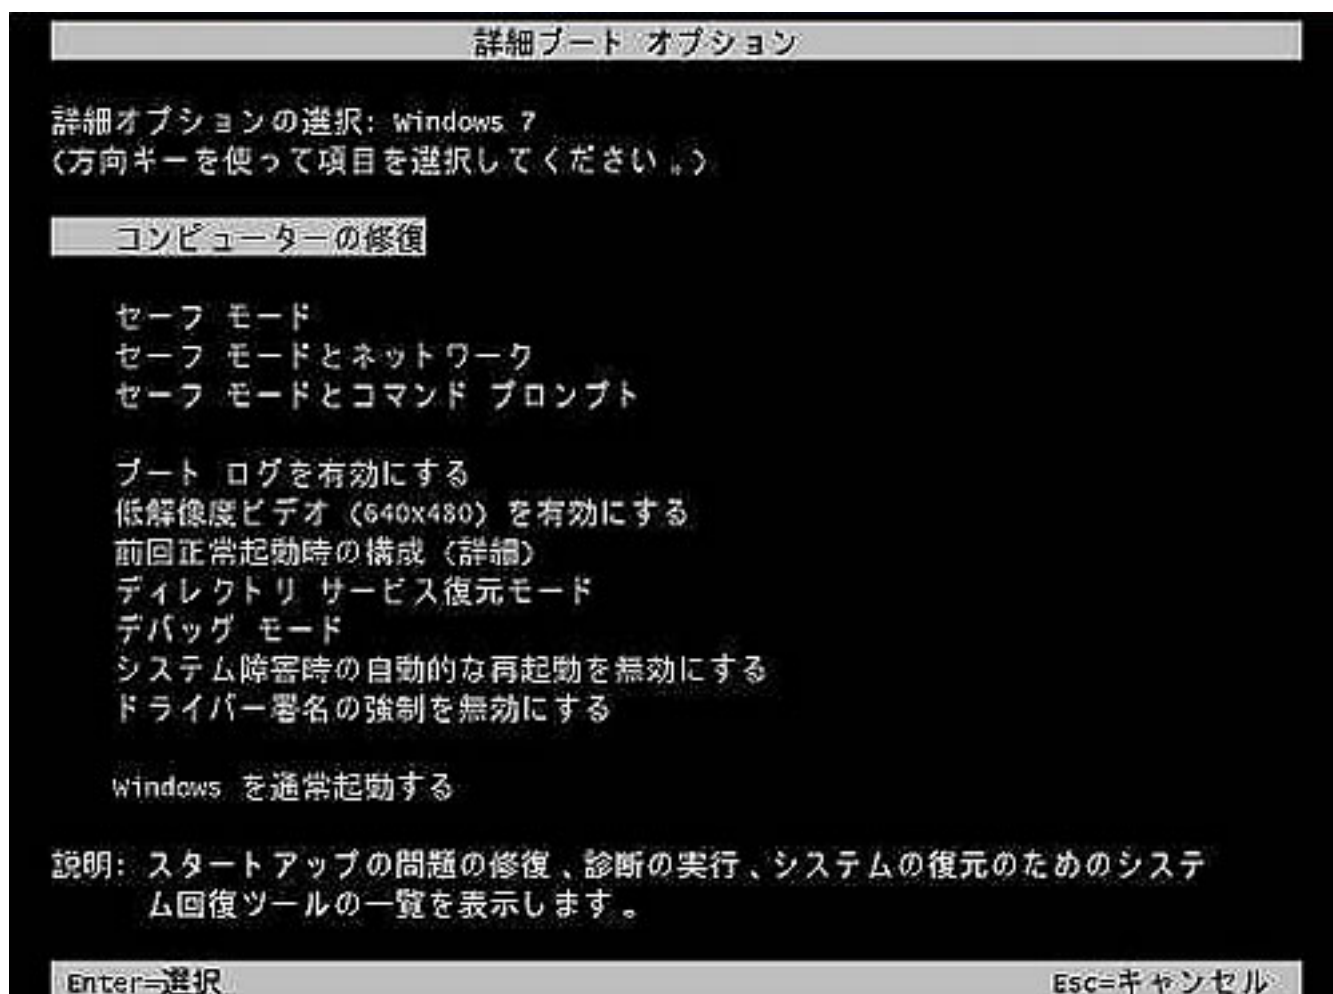 詳細ブート オプション
詳細オプションの選択: Windows 7
(方向キーを使って項目を選択してください。)
コンピューターの修復
セーフ モード
セーフ モードとネットワーク
セーフ モードとコマンド プロンプト
ブート ログを有効にする
低解像度ビデオ (640x480) を有効にする
前回正常起動時の構成 (詳細)
ディレクトリ サービス復元モード
デバッグ モード
システム障害時の自動的な再起動を無効にする
ドライバー署名の強制を無効にする
Windows を通常起動する
説明: スタートアップの問題の修復、診断の実行、システムの復元のためのシステ
ム回復ツールの一覧を表示します。
Enter=選択 Esc=キャンセル